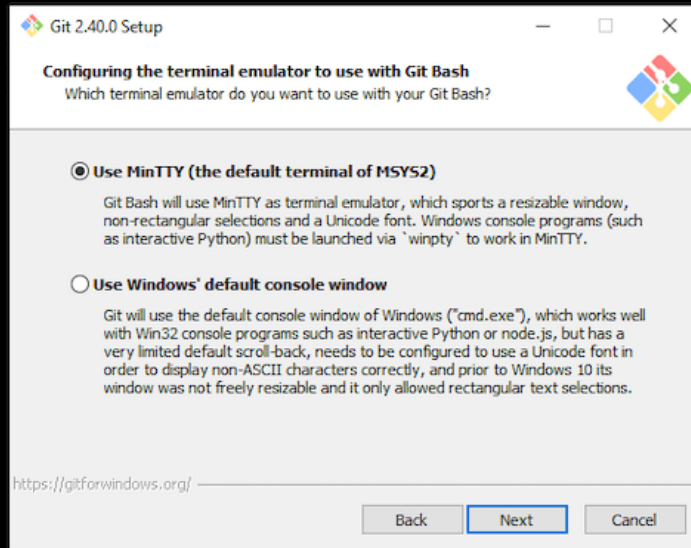 Git 2.40.0 Setup
Configuring the terminal emulator to use with Git Bash
Which terminal emulator do you want to use with your Git Bash?
Use MinTTY (the default terminal of MSYS2)
Git Bash will use MinTTY as terminal emulator, which sports a resizable window,
non-rectangular selections and a Unicode font. Windows console programs (such
as interactive Python) must be launched via `winpty` to work in MinTTY.
Use Windows' default console window
Git will use the default console window of Windows ("cmd.exe"), which works well
with Win32 console programs such as interactive Python or node.js, but has a
very limited default scroll-back, needs to be configured to use a Unicode font in
order to display non-ASCII characters correctly, and prior to Windows 10 its
window was not freely resizable and it only allowed rectangular text selections.
https://gitforwindows.org/
Back Next Cancel